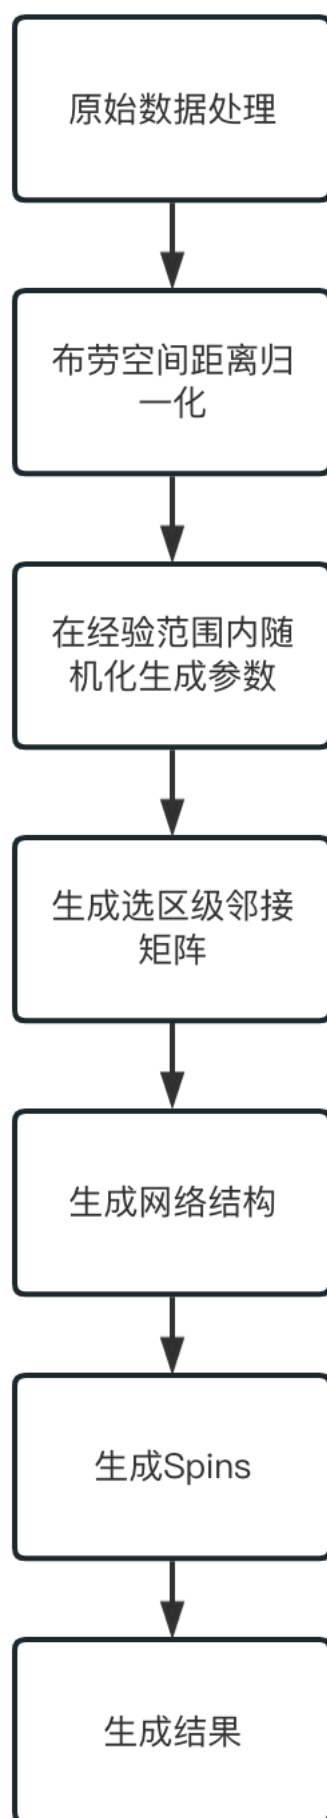 原始数据处理
布劳空间距离归
一化
在经验范围内随
机化生成参数
生成选区级邻接
矩阵
生成网络结构
生成Spins
生成结果